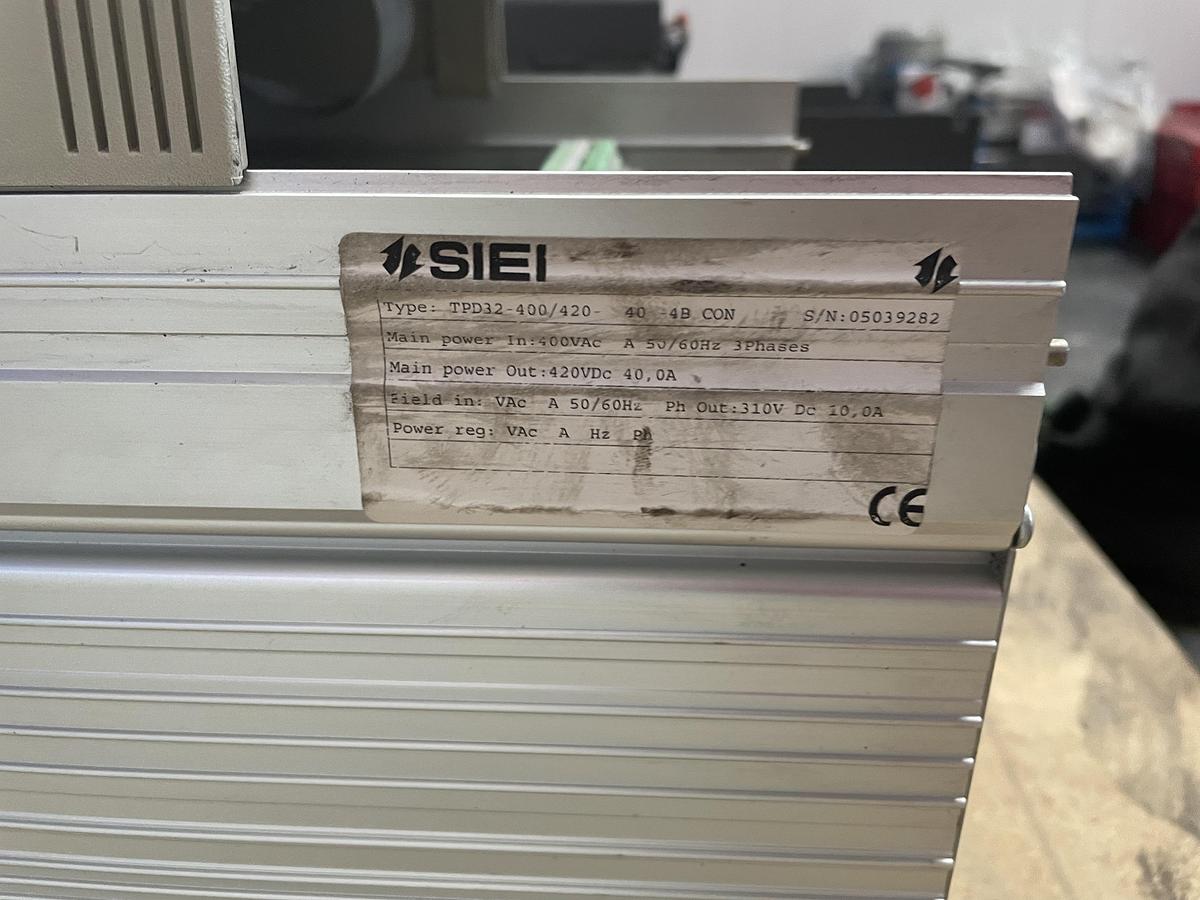 SIEI
Type: TPD32-400/420- 40 -4B CON S/N:05039282
Main power In:400VAc A 50/60Hz 3Phases
Main power Out:420VDc 40,0A
Field in: VAc A 50/60Hz Ph Out:310V Dc 10,0A
Power reg: VAc A Hz Ph
CE